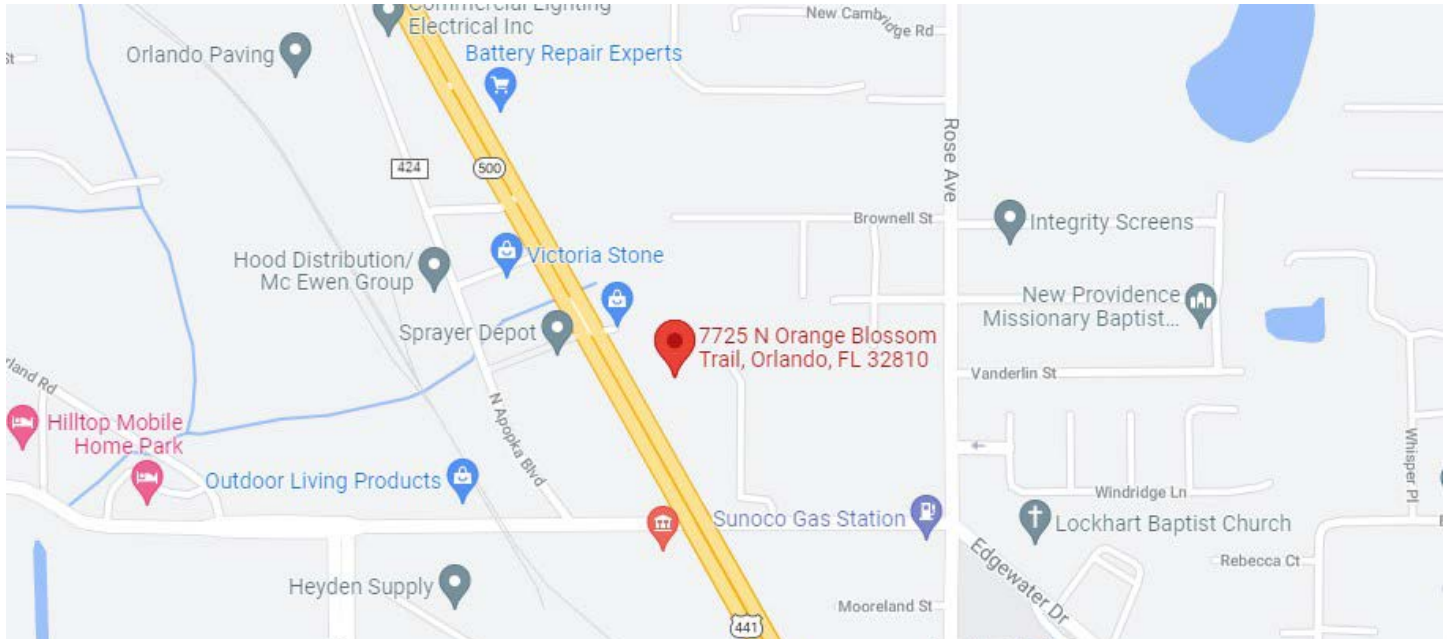 Commercial Lighting
Electrical Inc
New Cambridge Rd
Orlando Paving
Battery Repair Experts
St
424
500
Rose Ave
Brownell St
Integrity Screens
Victoria Stone
Hood Distribution/
Mc Ewen Group
New Providence
Missionary Baptist...
Sprayer Depot
7725 N Orange Blossom
Trail, Orlando, FL 32810
rland Rd
Vanderlin St
N Apopka Blvd
Hilltop Mobile
Home Park
Whisper Pl
Outdoor Living Products
Windridge Ln
Sunoco Gas Station
Lockhart Baptist Church
Edgewater Dr
Rebecca Ct
Heyden Supply
Mooreland St
441